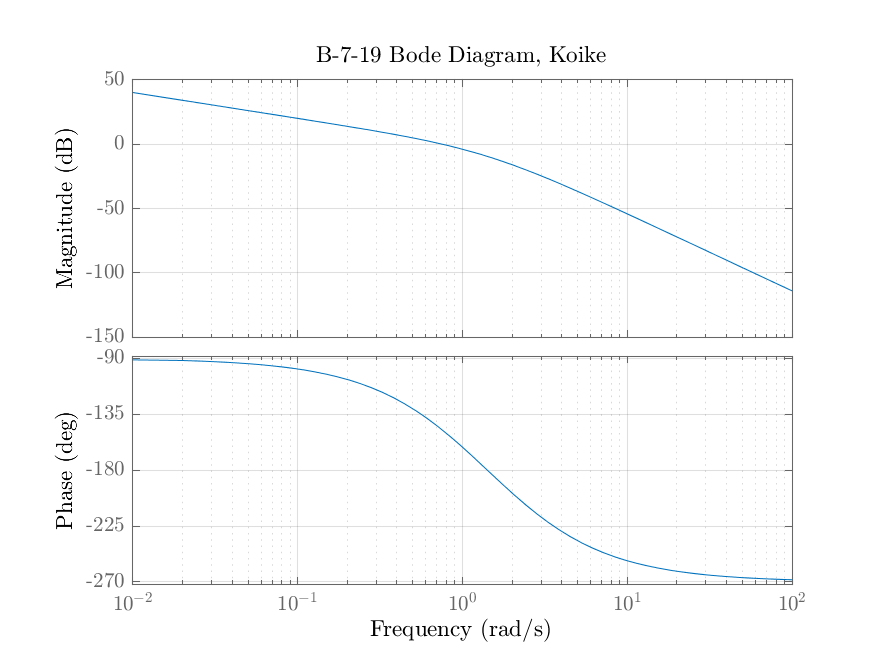 B-7-19 Bode Diagram, Koike
Magnitude (dB)
50
0
-50
-100
-150
Phase (deg)
-90
-135
-180
-225
-270
10^-2 10^-1 10^0 10^1 10^2
Frequency (rad/s)